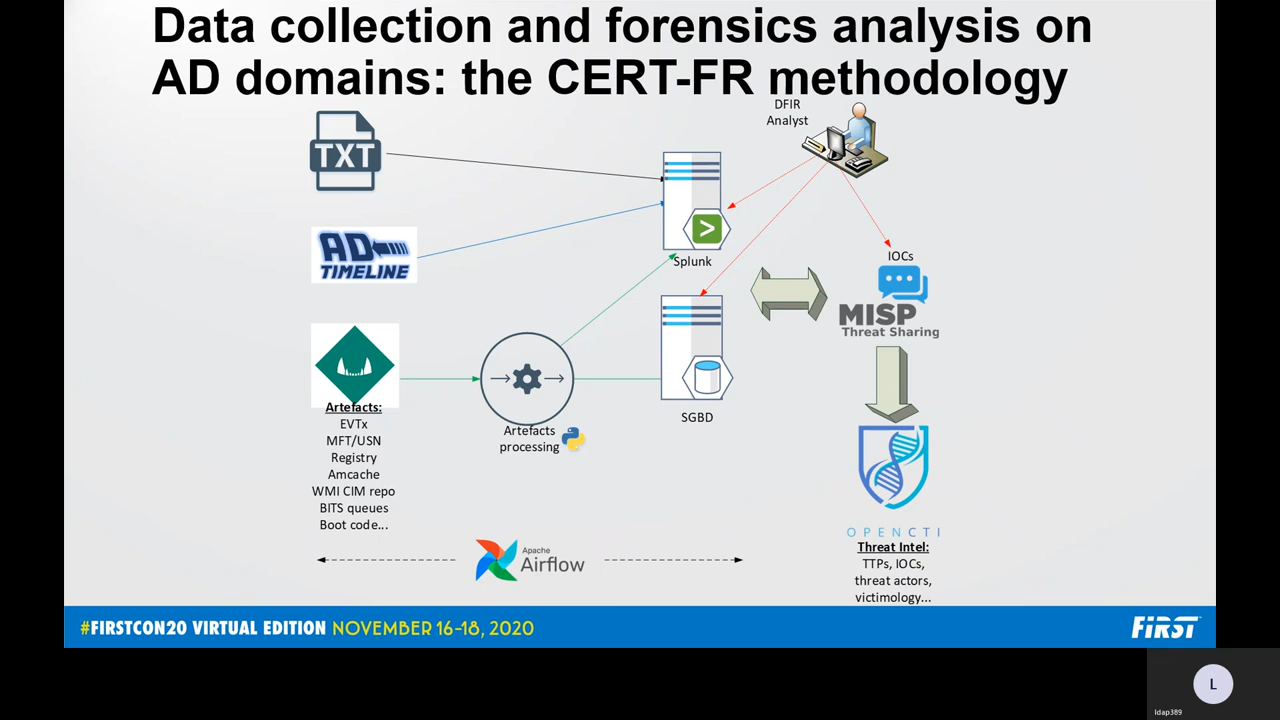 Data collection and forensics analysis on
AD domains: the CERT-FR methodology
DFIR
Analyst
TXT
AD
TIMELINE
>
Splunk
IOCs
MISP
Threat Sharing
Artefacts:
EVTx
MFT/USN
Registry
Amcache
WMI CIM repo
BITS queues
Boot code...
Artefacts
processing
SGBD
OPENCTI
Threat Intel:
TTPs, IOCs,
threat actors,
victimology...
Apache
Airflow
#FIRSTCON20 VIRTUAL EDITION NOVEMBER 16-18, 2020
FIRST
L
ldap389